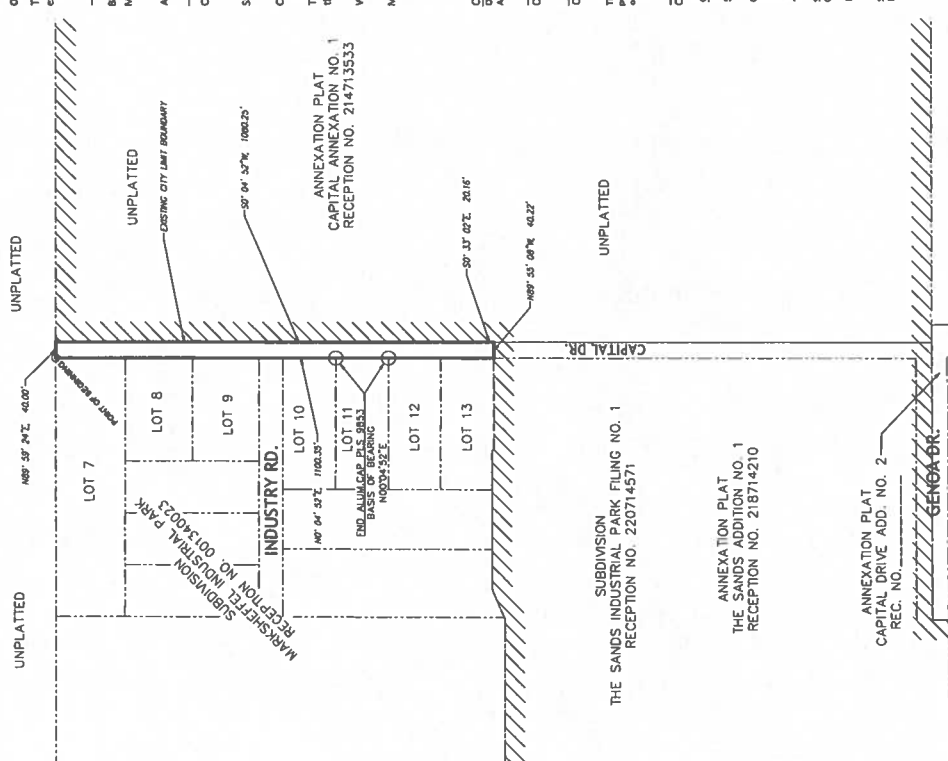 UNPLATTED
UNPLATTED
N89° 59' 24"E, 40.00'
POINT OF BEGINNING
UNPLATTED
EXISTING CITY LIMIT BOUNDARY
S0° 04' 52"W, 1080.25'
ANNEXATION PLAT
CAPITAL ANNEXATION NO. 1
RECEPTION NO. 214713533
LOT 7
LOT 8
LOT 9
SUBDIVISION
MARKSHEFFEL INDUSTRIAL PARK
RECEPTION NO. 001340023
INDUSTRY RD.
LOT 10
N0° 04' 52"E, 1100.35'
LOT 11
FND ALUM.CAP PLS 9853
BASIS OF BEARING
N00°04'52"E
LOT 12
LOT 13
S0° 33' 02"E, 20.16'
N89° 55' 08"W, 40.22'
UNPLATTED
CAPITAL DR.
SUBDIVISION
THE SANDS INDUSTRIAL PARK FILING NO. 1
RECEPTION NO. 220714571
ANNEXATION PLAT
THE SANDS ADDITION NO. 1
RECEPTION NO. 218714210
ANNEXATION PLAT
CAPITAL DRIVE ADD. NO. 2
REC. NO.
GENOA DR.